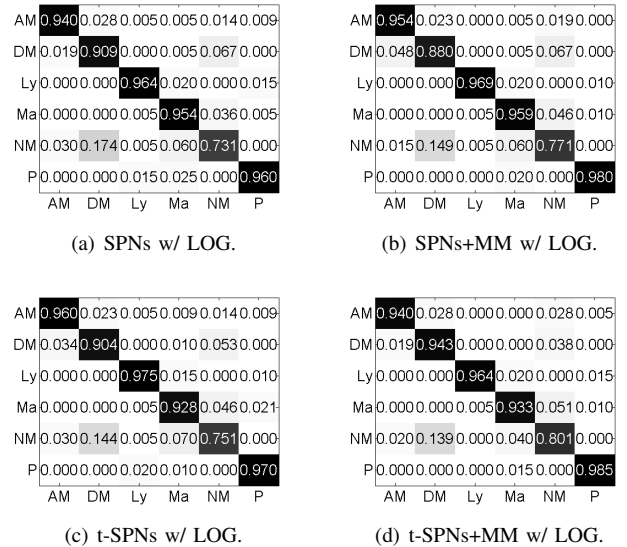 AM 0.940 0.028 0.005 0.005 0.014 0.009
DM 0.019 0.909 0.000 0.005 0.067 0.000
Ly 0.000 0.000 0.964 0.020 0.000 0.015
Ma 0.000 0.000 0.005 0.954 0.036 0.005
NM 0.030 0.174 0.005 0.060 0.731 0.000
P 0.000 0.000 0.015 0.025 0.000 0.960
AM DM Ly Ma NM P
(a) SPNs w/ LOG.
AM 0.954 0.023 0.000 0.005 0.019 0.000
DM 0.048 0.880 0.000 0.005 0.067 0.000
Ly 0.000 0.000 0.969 0.020 0.000 0.010
Ma 0.000 0.000 0.005 0.959 0.046 0.010
NM 0.015 0.149 0.005 0.060 0.771 0.000
P 0.000 0.000 0.000 0.020 0.000 0.980
AM DM Ly Ma NM P
(b) SPNs+MM w/ LOG.
AM 0.960 0.023 0.005 0.009 0.014 0.009
DM 0.034 0.904 0.000 0.010 0.053 0.000
Ly 0.000 0.000 0.975 0.015 0.000 0.010
Ma 0.000 0.000 0.005 0.928 0.046 0.021
NM 0.030 0.144 0.005 0.070 0.751 0.000
P 0.000 0.000 0.020 0.010 0.000 0.970
AM DM Ly Ma NM P
(c) t-SPNs w/ LOG.
AM 0.940 0.028 0.000 0.000 0.028 0.005
DM 0.019 0.943 0.000 0.000 0.038 0.000
Ly 0.000 0.000 0.964 0.020 0.000 0.015
Ma 0.000 0.000 0.005 0.933 0.051 0.010
NM 0.020 0.139 0.000 0.040 0.801 0.000
P 0.000 0.000 0.000 0.015 0.000 0.985
AM DM Ly Ma NM P
(d) t-SPNs+MM w/ LOG.